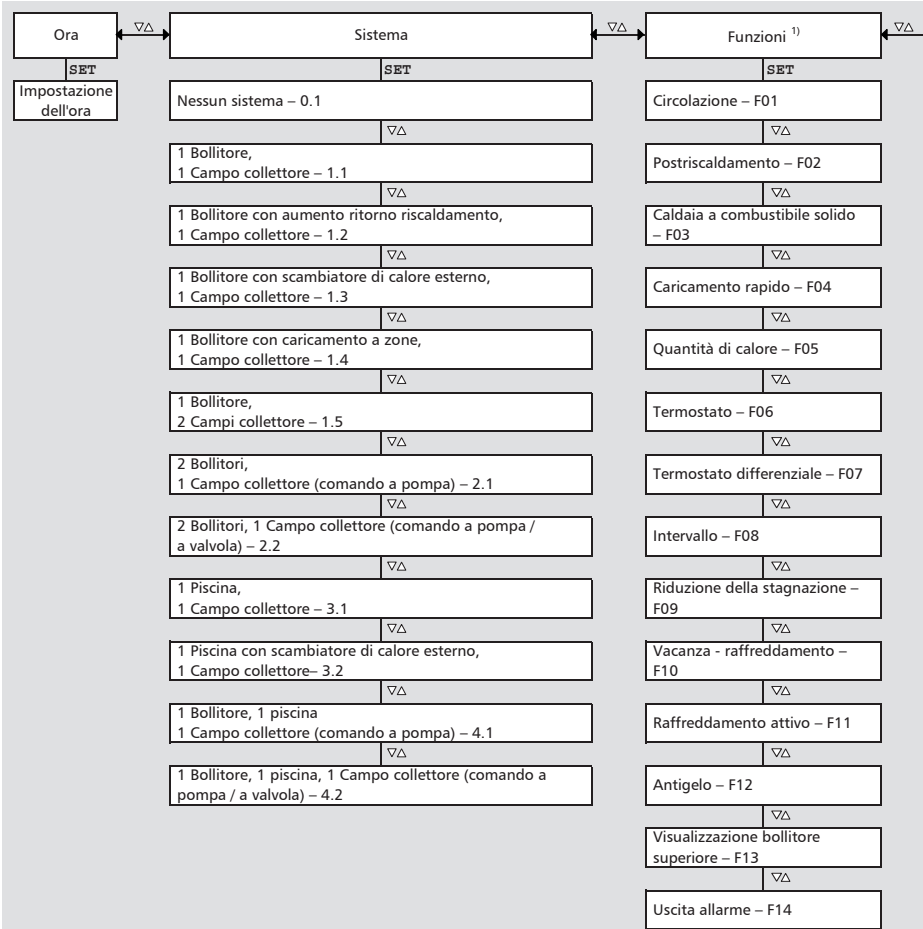 Ora
▽△
Sistema
▽△
Funzioni 1)
▽△
SET
SET
SET
Impostazione
dell'ora
Nessun sistema – 0.1
▽△
1 Bollitore,
1 Campo collettore – 1.1
▽△
1 Bollitore con aumento ritorno riscaldamento,
1 Campo collettore – 1.2
▽△
1 Bollitore con scambiatore di calore esterno,
1 Campo collettore – 1.3
▽△
1 Bollitore con caricamento a zone,
1 Campo collettore – 1.4
▽△
1 Bollitore,
2 Campi collettore – 1.5
▽△
2 Bollitori,
1 Campo collettore (comando a pompa) – 2.1
▽△
2 Bollitori, 1 Campo collettore (comando a pompa /
a valvola) – 2.2
▽△
1 Piscina,
1 Campo collettore – 3.1
▽△
1 Piscina con scambiatore di calore esterno,
1 Campo collettore– 3.2
▽△
1 Bollitore, 1 piscina
1 Campo collettore (comando a pompa) – 4.1
▽△
1 Bollitore, 1 piscina, 1 Campo collettore (comando a
pompa / a valvola) – 4.2
Circolazione – F01
▽△
Postriscaldamento – F02
▽△
Caldaia a combustibile solido
– F03
▽△
Caricamento rapido – F04
▽△
Quantità di calore – F05
▽△
Termostato – F06
▽△
Termostato differenziale – F07
▽△
Intervallo – F08
▽△
Riduzione della stagnazione –
F09
▽△
Vacanza - raffreddamento –
F10
▽△
Raffreddamento attivo – F11
▽△
Antigelo – F12
▽△
Visualizzazione bollitore
superiore – F13
▽△
Uscita allarme – F14